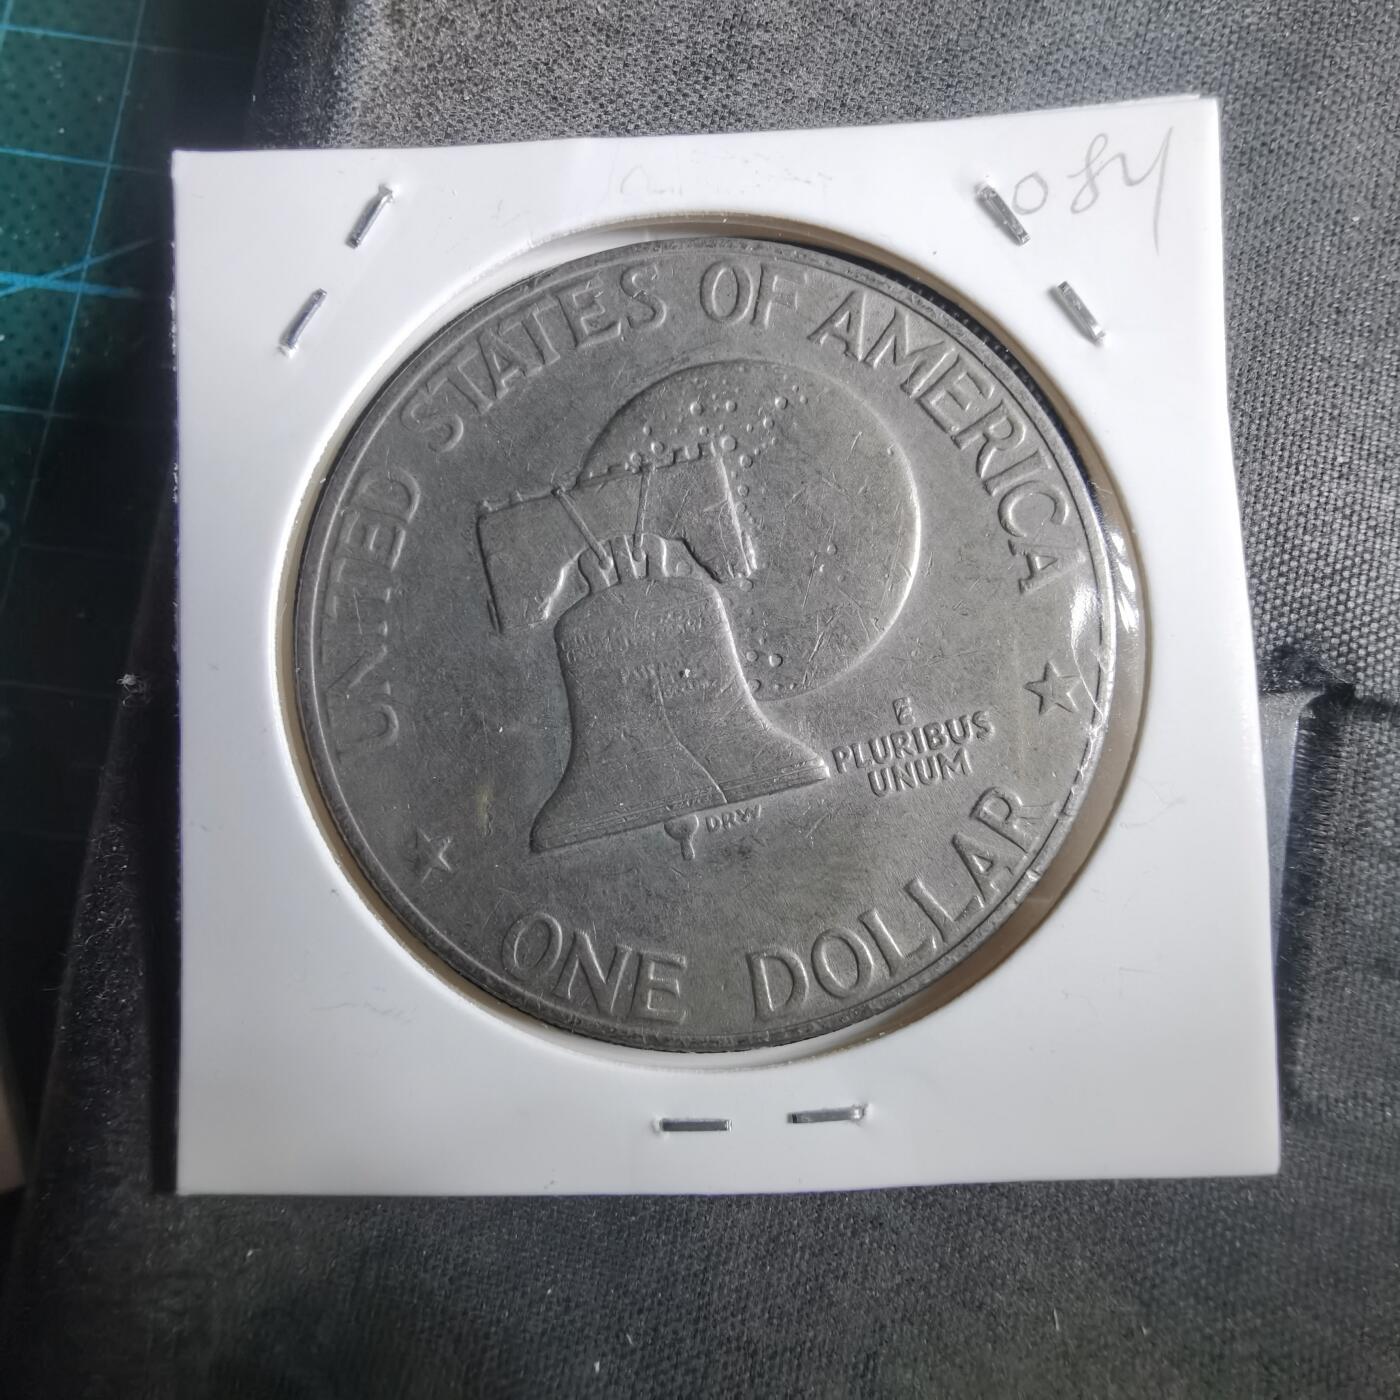 084
UNITED STATES OF AMERICA
E
PLURIBUS
UNUM
DRW
ONE DOLLAR